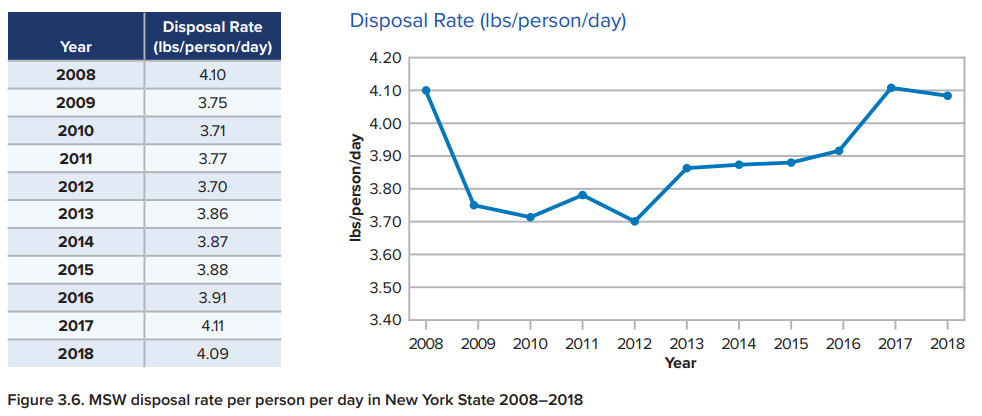 Year
Disposal Rate
(lbs/person/day)
2008 4.10
2009 3.75
2010 3.71
2011 3.77
2012 3.70
2013 3.86
2014 3.87
2015 3.88
2016 3.91
2017 4.11
2018 4.09
Disposal Rate (lbs/person/day)
lbs/person/day
4.20
4.10
4.00
3.90
3.80
3.70
3.60
3.50
3.40
2008 2009 2010 2011 2012 2013 2014 2015 2016 2017 2018
Year
Figure 3.6. MSW disposal rate per person per day in New York State 2008–2018